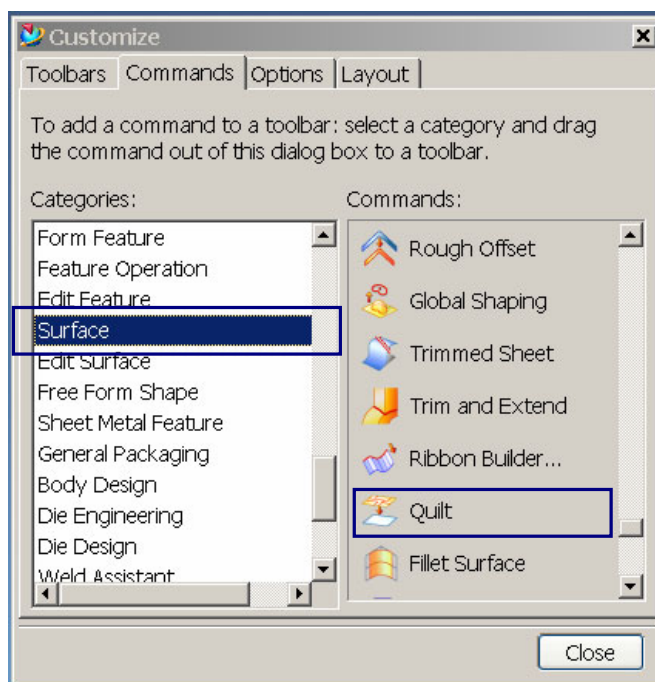 Customize
Toolbars Commands Options Layout
To add a command to a toolbar: select a category and drag
the command out of this dialog box to a toolbar.
Categories:
Form Feature
Feature Operation
Edit Feature
Surface
Edit Surface
Free Form Shape
Sheet Metal Feature
General Packaging
Body Design
Die Engineering
Die Design
Weld Assistant
Commands:
Rough Offset
Global Shaping
Trimmed Sheet
Trim and Extend
Ribbon Builder...
Quilt
Fillet Surface
Close